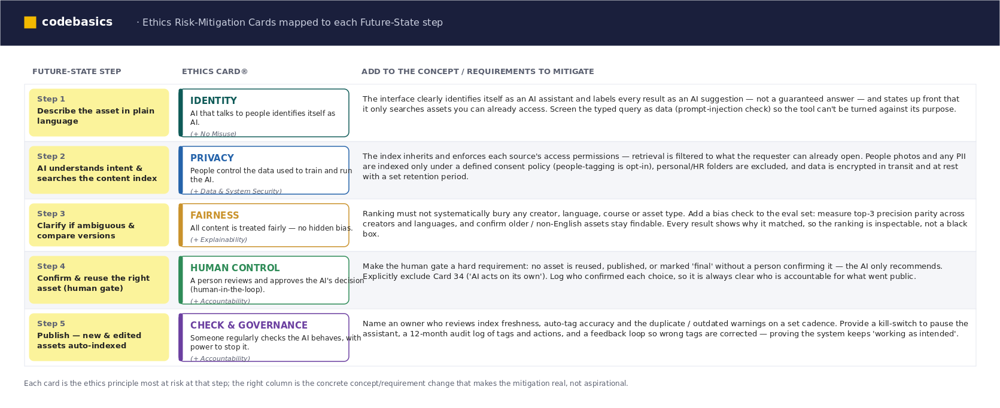 codebasics · Ethics Risk-Mitigation Cards mapped to each Future-State step
FUTURE-STATE STEP
ETHICS CARD®
ADD TO THE CONCEPT / REQUIREMENTS TO MITIGATE
Step 1
Describe the asset in plain
language
IDENTITY
AI that talks to people identifies itself as
AI.
(+ No Misuse)
The interface clearly identifies itself as an AI assistant and labels every result as an AI suggestion — not a guaranteed answer — and states up front that
it only searches assets you can already access. Screen the typed query as data (prompt-injection check) so the tool can't be turned against its purpose.
Step 2
AI understands intent &
searches the content index
PRIVACY
People control the data used to train and run
the AI.
(+ Data & System Security)
The index inherits and enforces each source's access permissions — retrieval is filtered to what the requester can already open. People photos and any PII
are indexed only under a defined consent policy (people-tagging is opt-in), personal/HR folders are excluded, and data is encrypted in transit and at rest
with a set retention period.
Step 3
Clarify if ambiguous &
compare versions
FAIRNESS
All content is treated fairly — no hidden bias.
(+ Explainability)
Ranking must not systematically bury any creator, language, course or asset type. Add a bias check to the eval set: measure top-3 precision parity across
creators and languages, and confirm older / non-English assets stay findable. Every result shows why it matched, so the ranking is inspectable, not a black
box.
Step 4
Confirm & reuse the right
asset (human gate)
HUMAN CONTROL
A person reviews and approves the AI's decision
(human-in-the-loop).
(+ Accountability)
Make the human gate a hard requirement: no asset is reused, published, or marked 'final' without a person confirming it — the AI only recommends.
Explicitly exclude Card 34 ('AI acts on its own'). Log who confirmed each choice, so it is always clear who is accountable for what went public.
Step 5
Publish — new & edited
assets auto-indexed
CHECK & GOVERNANCE
Someone regularly checks the AI behaves, with
power to stop it.
(+ Accountability)
Name an owner who reviews index freshness, auto-tag accuracy and the duplicate / outdated warnings on a set cadence. Provide a kill-switch to pause the
assistant, a 12-month audit log of tags and actions, and a feedback loop so wrong tags are corrected — proving the system keeps 'working as intended'.
Each card is the ethics principle most at risk at that step; the right column is the concrete concept/requirement change that makes the mitigation real, not aspirational.